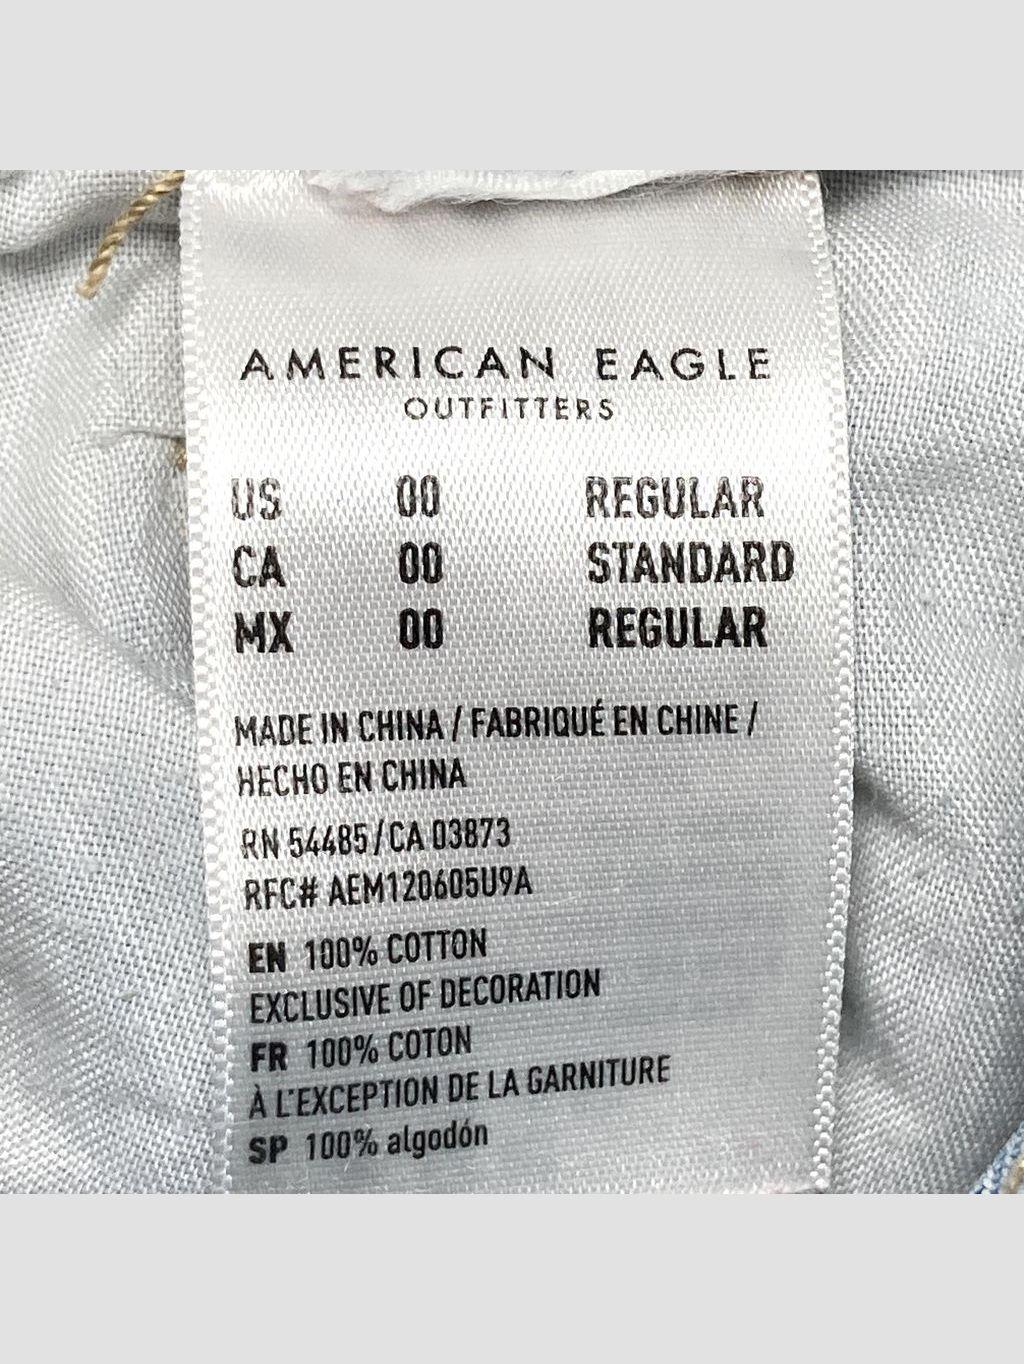 AMERICAN EAGLE
OUTFITTERS
US 00 REGULAR
CA 00 STANDARD
MX 00 REGULAR
MADE IN CHINA / FABRIQUÉ EN CHINE /
HECHO EN CHINA
RN 54485 / CA 03873
RFC# AEM120605U9A
EN 100% COTTON
EXCLUSIVE OF DECORATION
FR 100% COTON
À L'EXCEPTION DE LA GARNITURE
SP 100% algodón